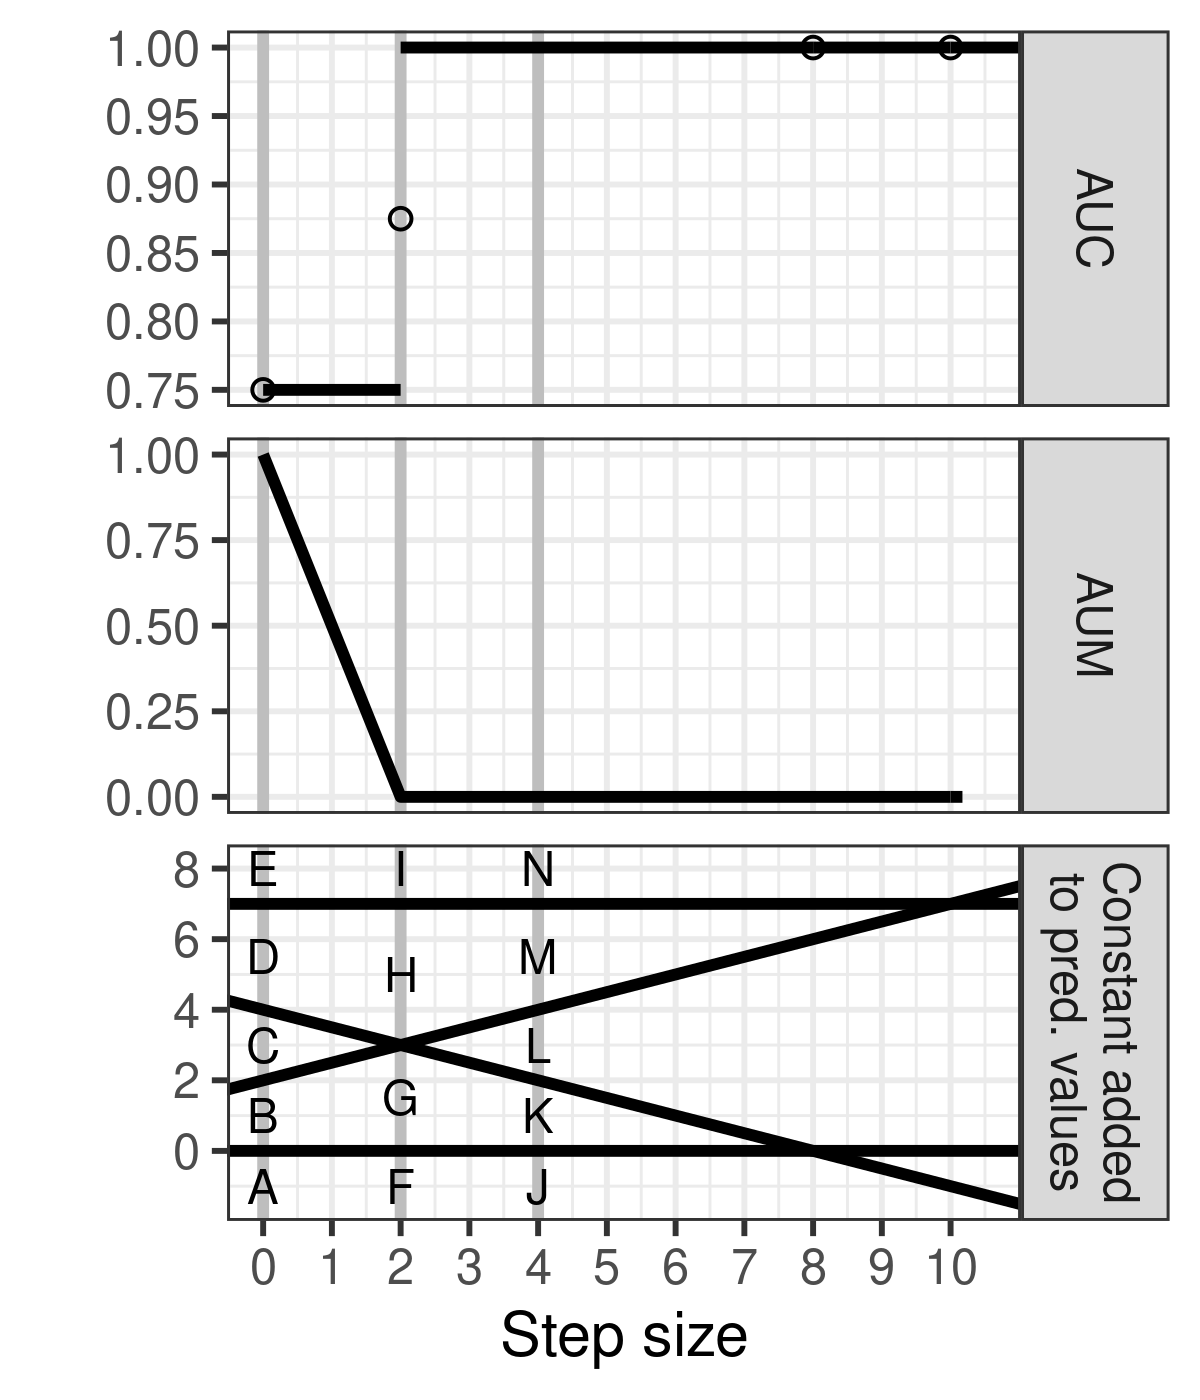 1.00
0.95
0.90
0.85
0.80
0.75
AUC
1.00
0.75
0.50
0.25
0.00
AUM
8
6
4
2
0
E I N
D H M
C L
B G K
A F J
Constant added
to pred. values
0 1 2 3 4 5 6 7 8 9 10
Step size